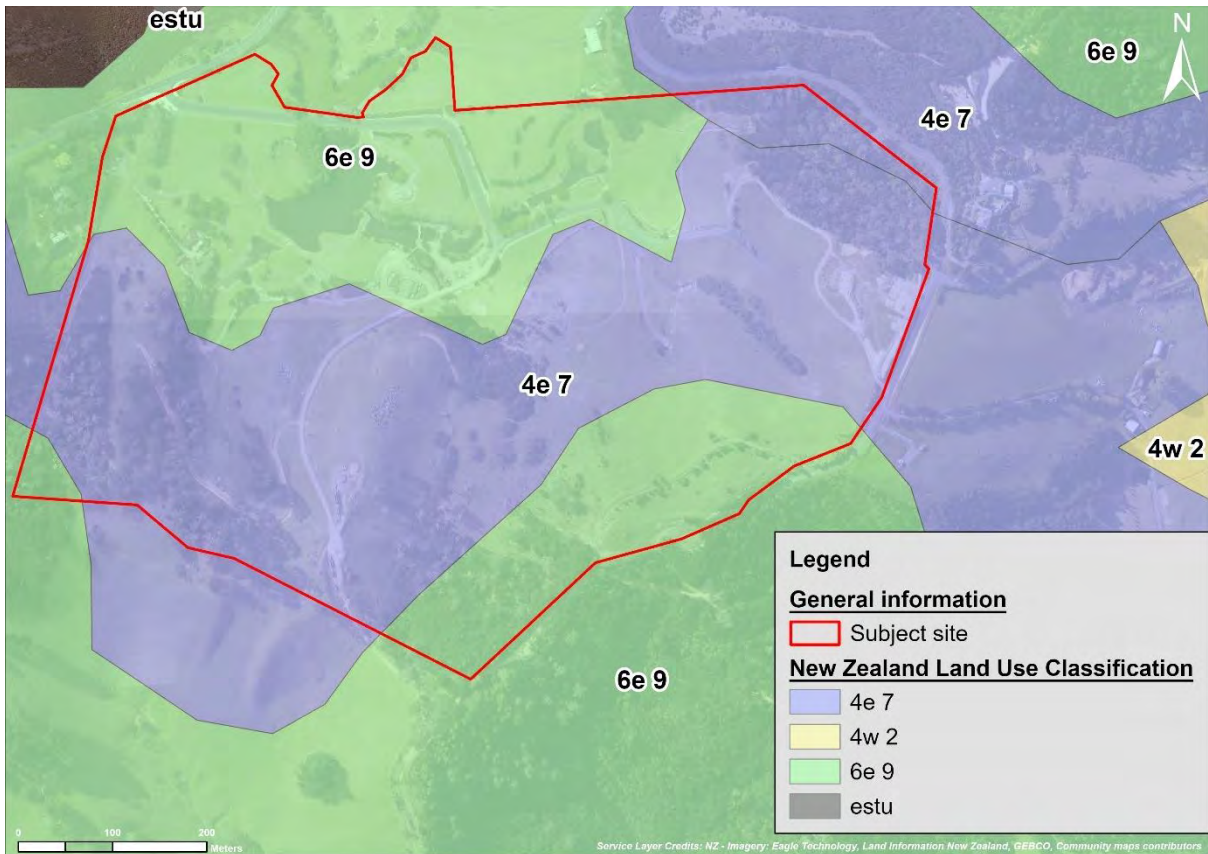 estu
N
6e 9
4e 7
6e 9
4e 7
4w 2
6e 9
Legend
General information
Subject site
New Zealand Land Use Classification
4e 7
4w 2
6e 9
estu
0 100 200
Meters
Service Layer Credits: NZ - Imagery: Eagle Technology, Land Information New Zealand, GEBCO, Community maps contributors